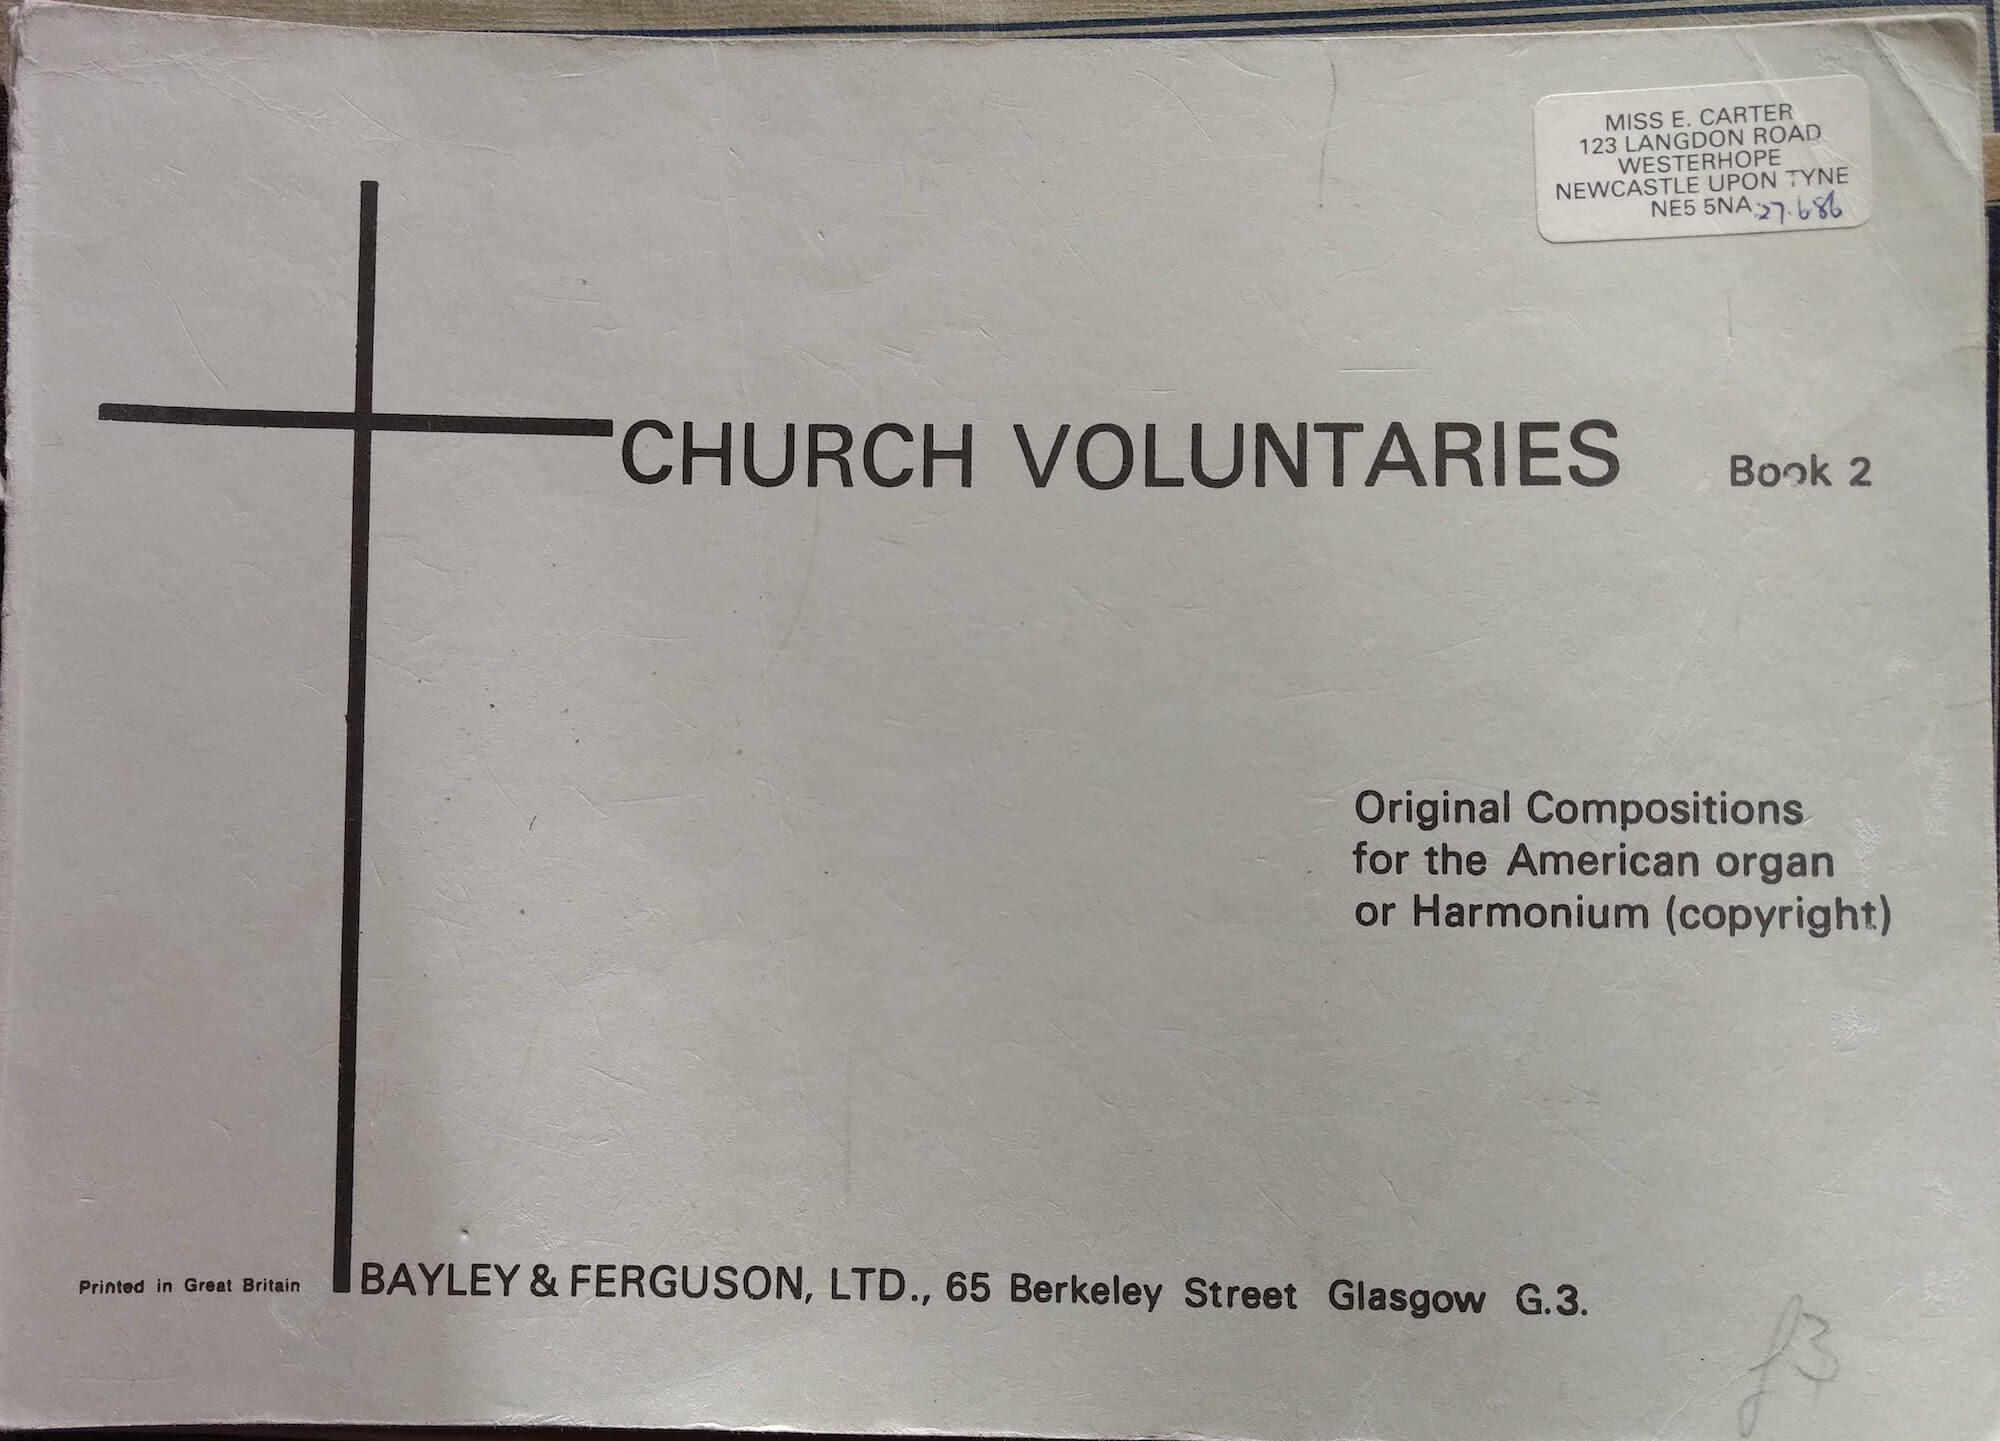 MISS E. CARTER
123 LANGDON ROAD
WESTERHOPE
NEWCASTLE UPON TYNE
NE5 5NA 27.6 86
CHURCH VOLUNTARIES Book 2
Original Compositions
for the American organ
or Harmonium (copyright)
Printed in Great Britain BAYLEY & FERGUSON, LTD., 65 Berkeley Street Glasgow G.3.
£3